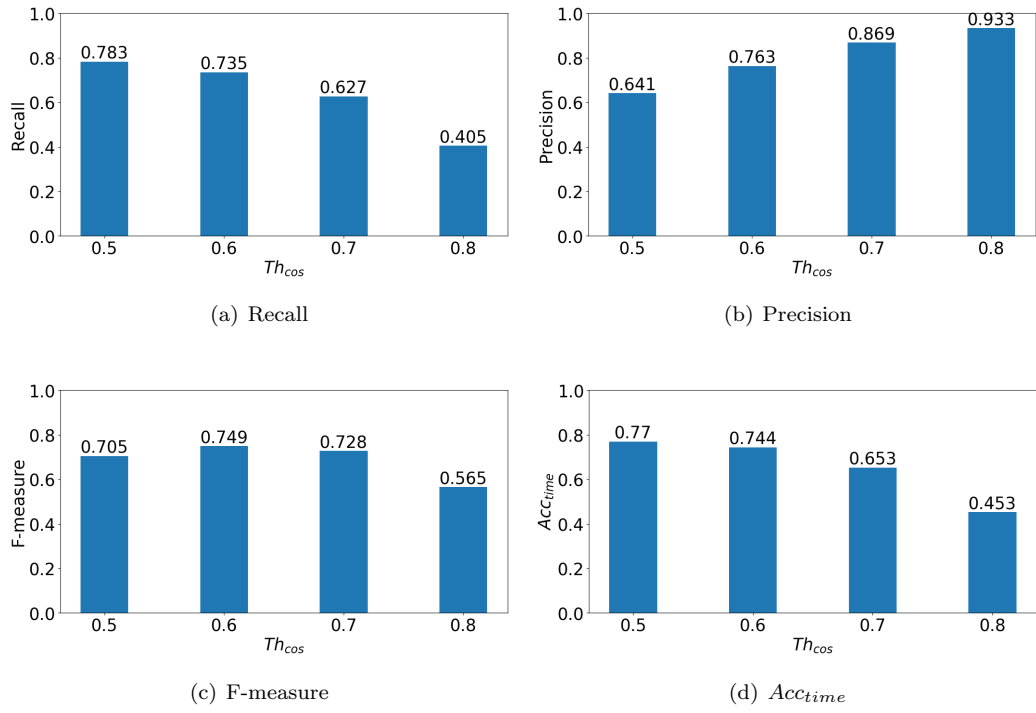 1.0
0.8
0.6
0.4
0.2
0.0
Recall
0.783
0.735
0.627
0.405
0.5 0.6 0.7 0.8
Th_cos
(a) Recall
1.0
0.8
0.6
0.4
0.2
0.0
Precision
0.641
0.763
0.869
0.933
0.5 0.6 0.7 0.8
Th_cos
(b) Precision
1.0
0.8
0.6
0.4
0.2
0.0
F-measure
0.705
0.749
0.728
0.565
0.5 0.6 0.7 0.8
Th_cos
(c) F-measure
1.0
0.8
0.6
0.4
0.2
0.0
Acc_time
0.77
0.744
0.653
0.453
0.5 0.6 0.7 0.8
Th_cos
(d) Acc_time